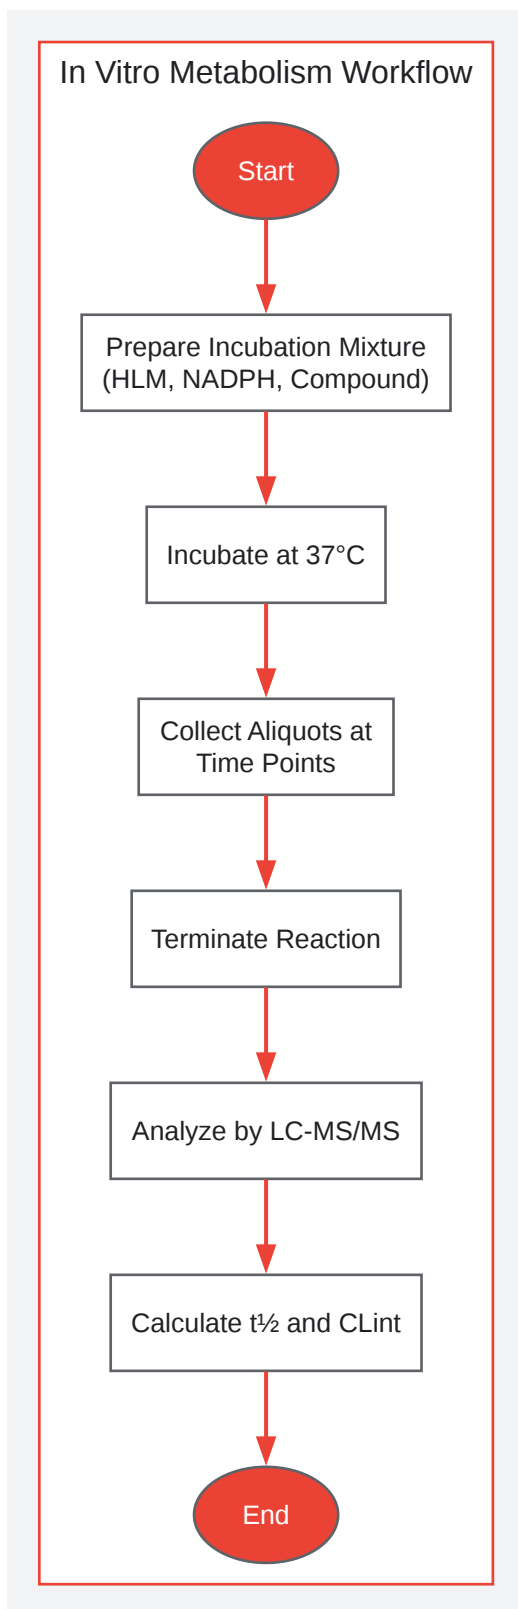 In Vitro Metabolism Workflow
Start
Prepare Incubation Mixture
(HLM, NADPH, Compound)
Incubate at 37°C
Collect Aliquots at
Time Points
Terminate Reaction
Analyze by LC-MS/MS
Calculate t½ and CLint
End